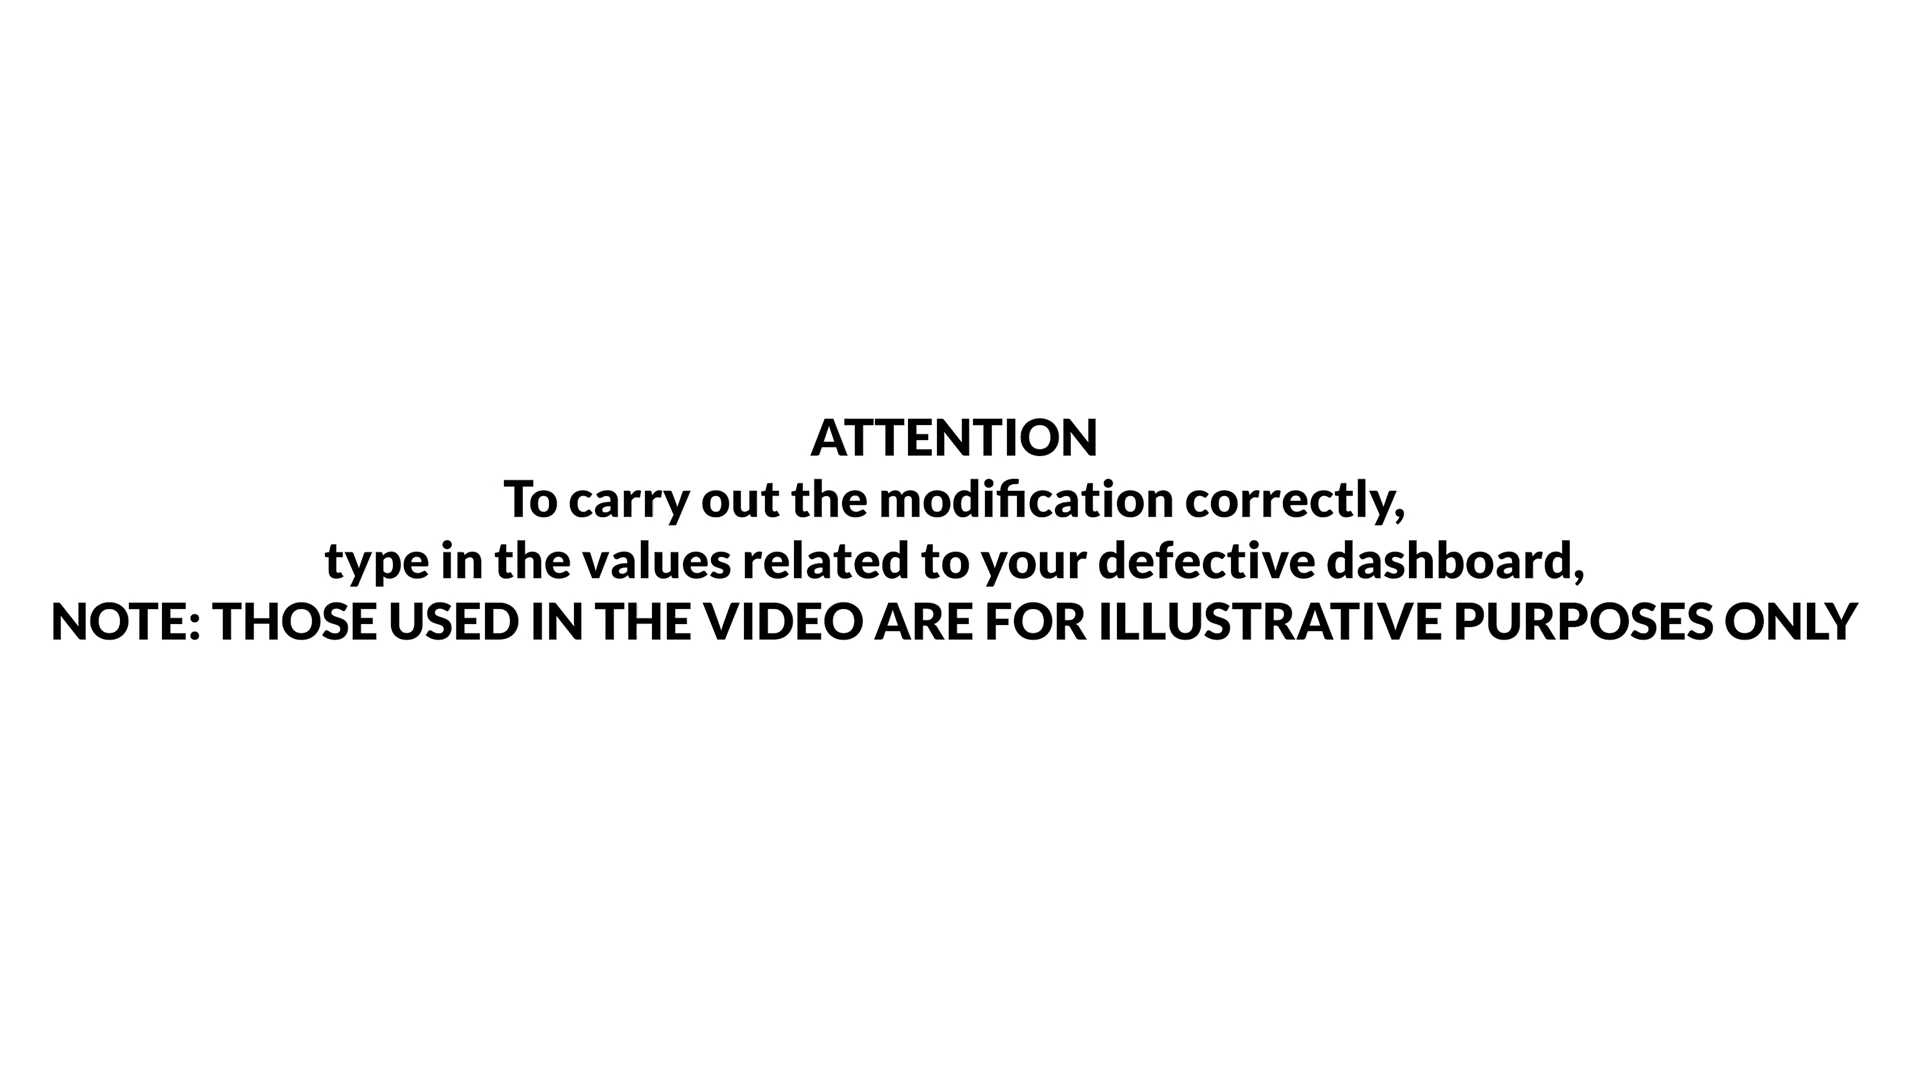 ATTENTION
To carry out the modification correctly,
type in the values related to your defective dashboard,
NOTE: THOSE USED IN THE VIDEO ARE FOR ILLUSTRATIVE PURPOSES ONLY